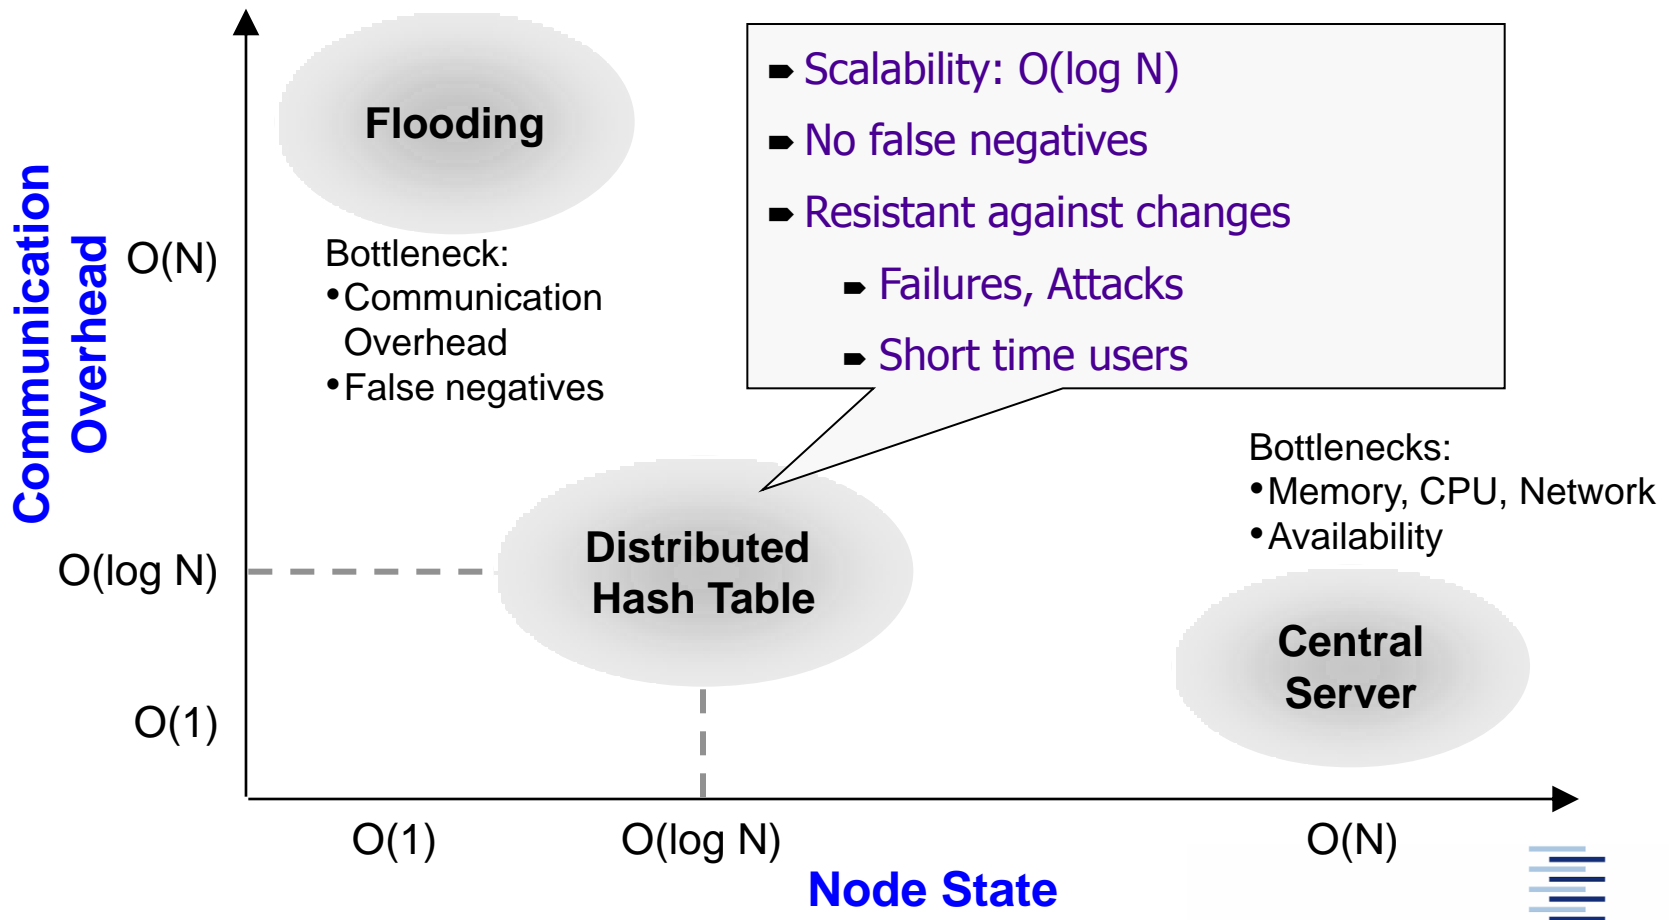 Flooding
➨ Scalability: O(log N)
➨ No false negatives
➨ Resistant against changes
➨ Failures, Attacks
➨ Short time users
Communication
Overhead
O(N)
Bottleneck:
•Communication
Overhead
•False negatives
Bottlenecks:
•Memory, CPU, Network
•Availability
Distributed
Hash Table
O(log N)
Central
Server
O(1)
O(1)
O(log N)
O(N)
Node State